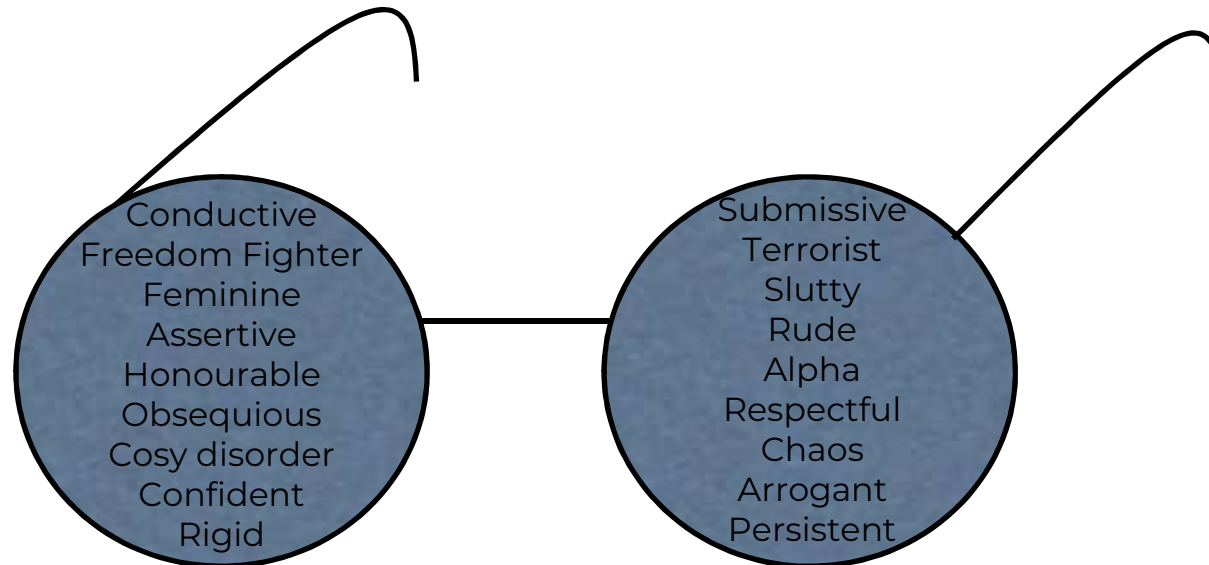 Conductive
Freedom Fighter
Feminine
Assertive
Honourable
Obsequious
Cosy disorder
Confident
Rigid
Submissive
Terrorist
Slutty
Rude
Alpha
Respectful
Chaos
Arrogant
Persistent